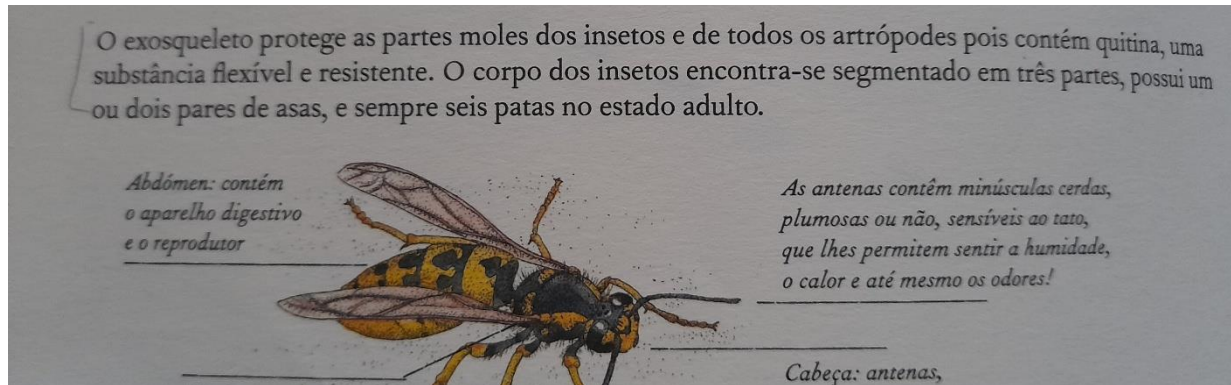 O exosqueleto protege as partes moles dos insetos e de todos os artrópodes pois contém quitina, uma
substância flexível e resistente. O corpo dos insetos encontra-se segmentado em três partes, possui um
ou dois pares de asas, e sempre seis patas no estado adulto.
Abdómen: contém
o aparelho digestivo
e o reprodutor
As antenas contêm minúsculas cerdas,
plumosas ou não, sensíveis ao tato,
que lhes permitem sentir a humidade,
o calor e até mesmo os odores!
Cabeça: antenas,